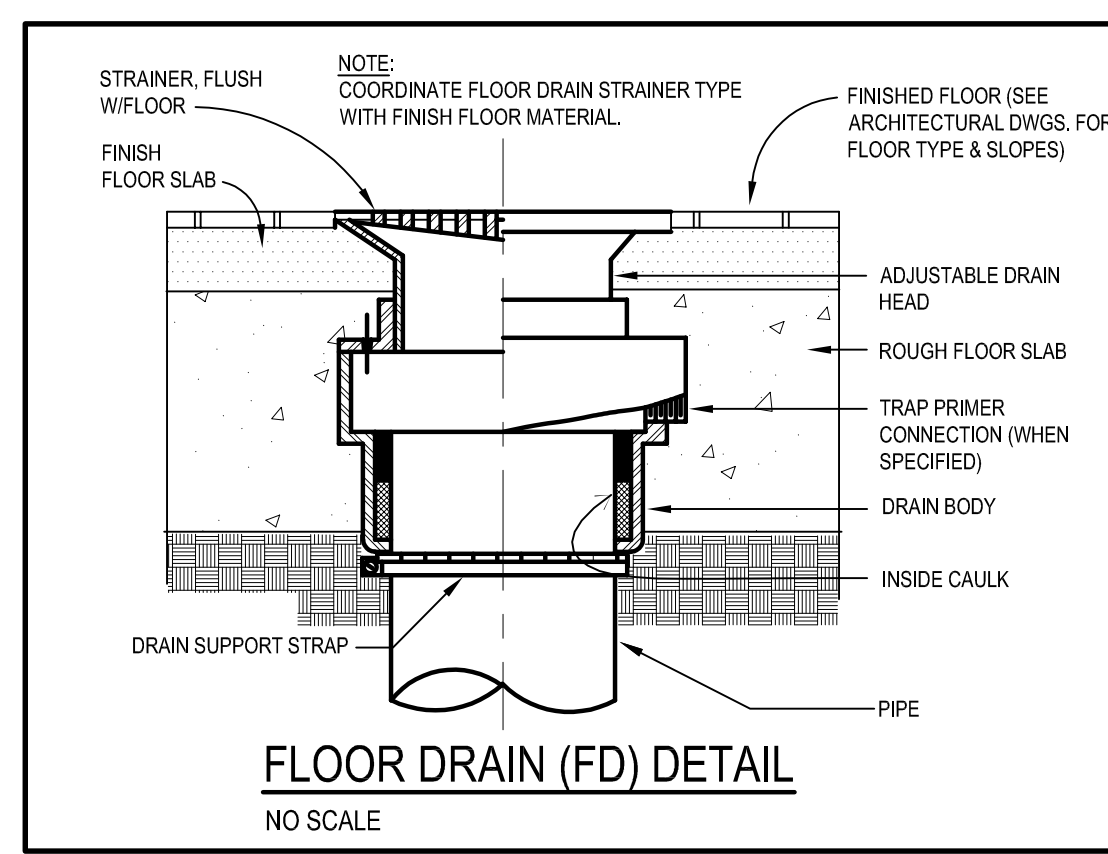 STRAINER, FLUSH
W/FLOOR
NOTE:
COORDINATE FLOOR DRAIN STRAINER TYPE
WITH FINISH FLOOR MATERIAL.
FINISHED FLOOR (SEE
ARCHITECTURAL DWGS. FOR
FLOOR TYPE & SLOPES)
FINISH
FLOOR SLAB
ADJUSTABLE DRAIN
HEAD
ROUGH FLOOR SLAB
TRAP PRIMER
CONNECTION (WHEN
SPECIFIED)
DRAIN BODY
INSIDE CAULK
DRAIN SUPPORT STRAP
PIPE
FLOOR DRAIN (FD) DETAIL
NO SCALE